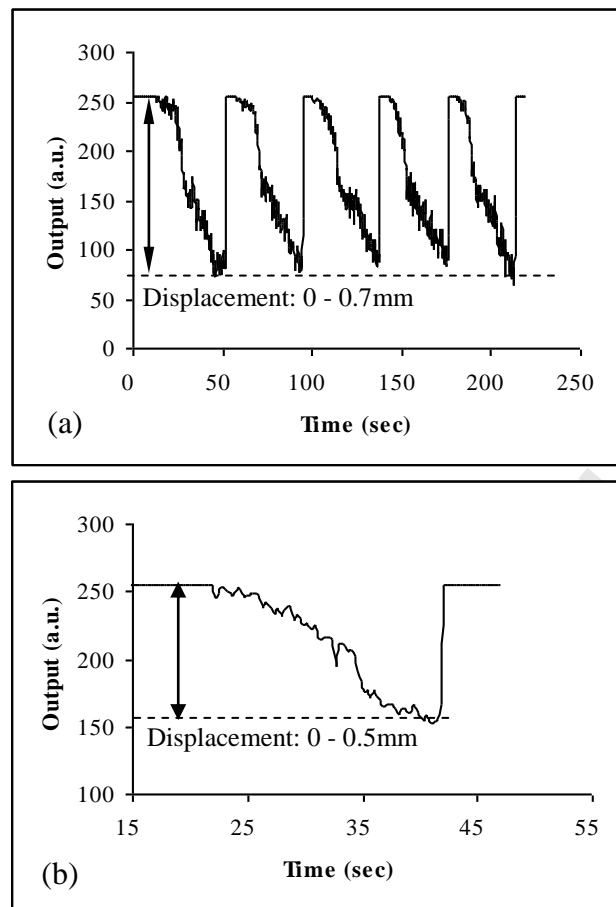 300
250
200
150
100
50
0
Output (a.u.)
Displacement: 0 - 0.7mm
0 50 100 150 200 250
Time (sec)
(a)
300
250
200
150
100
Output (a.u.)
Displacement: 0 - 0.5mm
15 25 35 45 55
Time (sec)
(b)